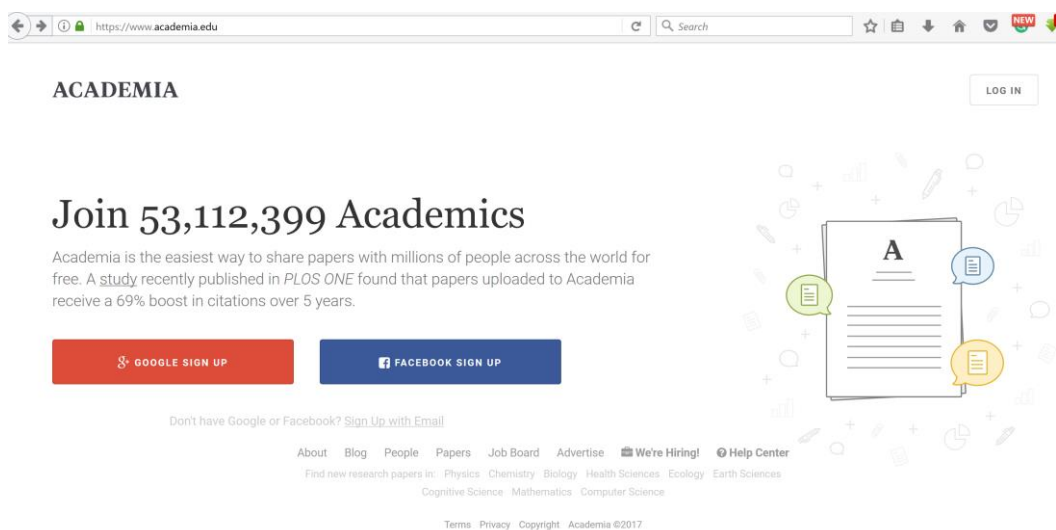 https://www.academia.edu
Search
NEW
ACADEMIA
LOG IN
Join 53,112,399 Academics
Academia is the easiest way to share papers with millions of people across the world for
free. A study recently published in PLOS ONE found that papers uploaded to Academia
receive a 69% boost in citations over 5 years.
A
GOOGLE SIGN UP
FACEBOOK SIGN UP
Don't have Google or Facebook? Sign Up with Email
About Blog People Papers Job Board Advertise We're Hiring! Help Center
Find new research papers in: Physics Chemistry Biology Health Sciences Ecology Earth Sciences
Cognitive Science Mathematics Computer Science
Terms Privacy Copyright Academia ©2017